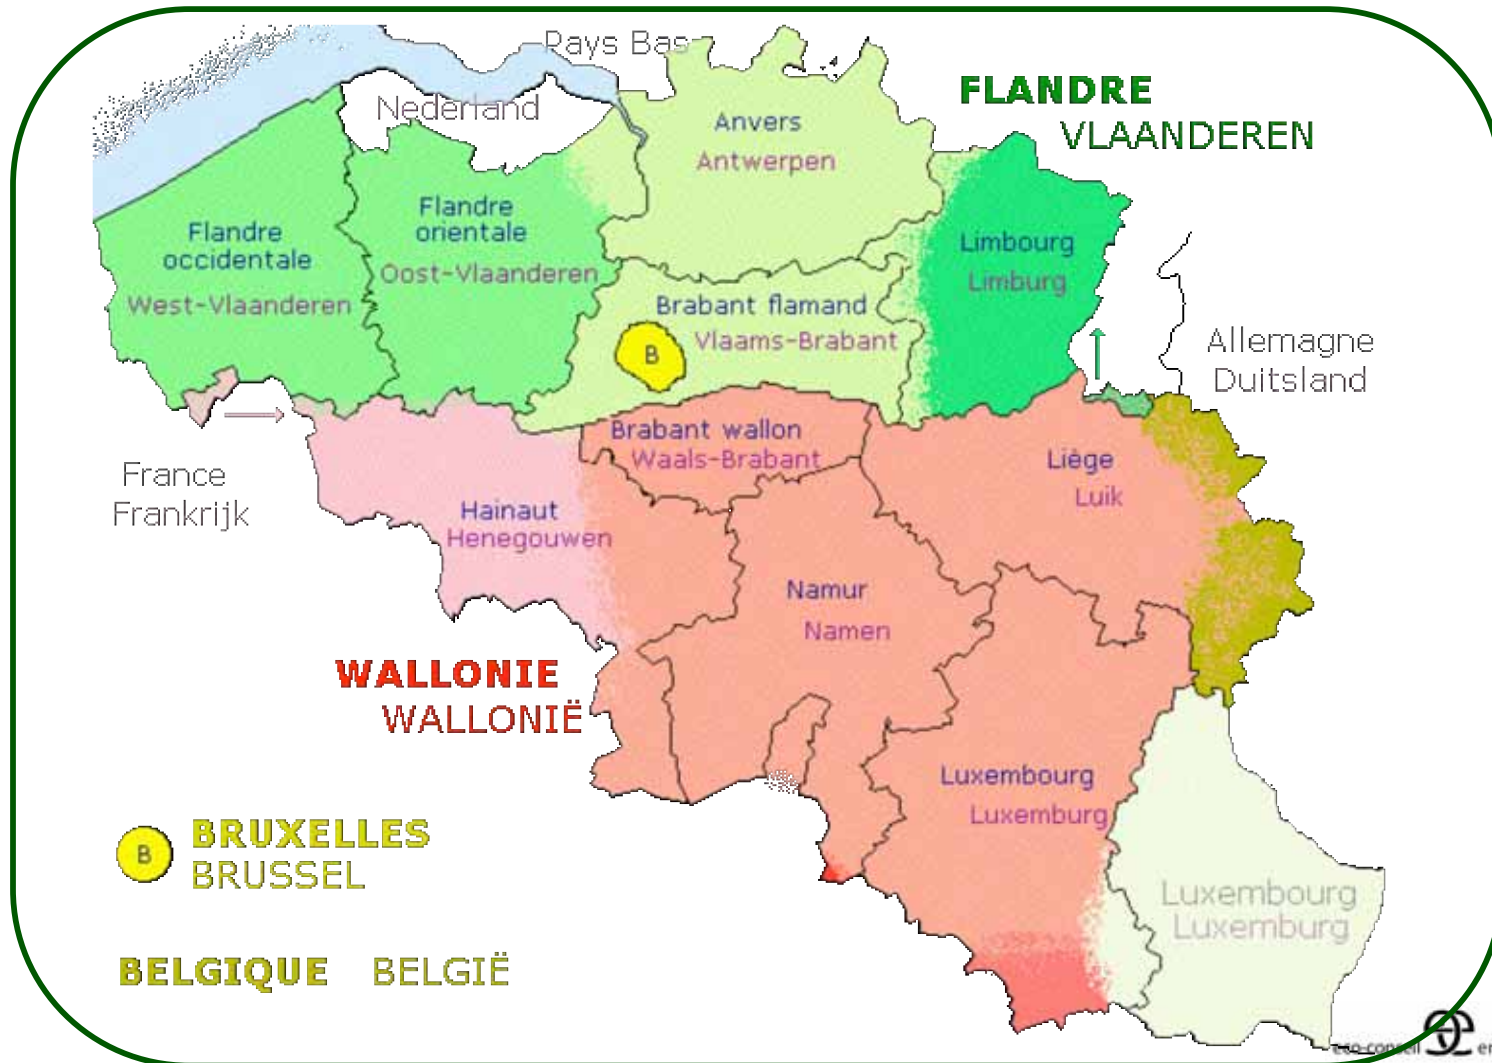 Pays Bas
Nederland
FLANDRE
VLAANDEREN
Anvers
Antwerpen
Flandre
orientale
Oost-Vlaanderen
Flandre
occidentale
West-Vlaanderen
Limbourg
Limburg
Brabant flamand
Vlaams-Brabant
B
Allemagne
Duitsland
Brabant wallon
Waals-Brabant
Liège
Luik
France
Frankrijk
Hainaut
Henegouwen
Namur
Namen
WALLONIE
WALLONIË
Luxembourg
Luxemburg
B
BRUXELLES
BRUSSEL
Luxembourg
Luxemburg
BELGIQUE BELGIË
eco-conseil